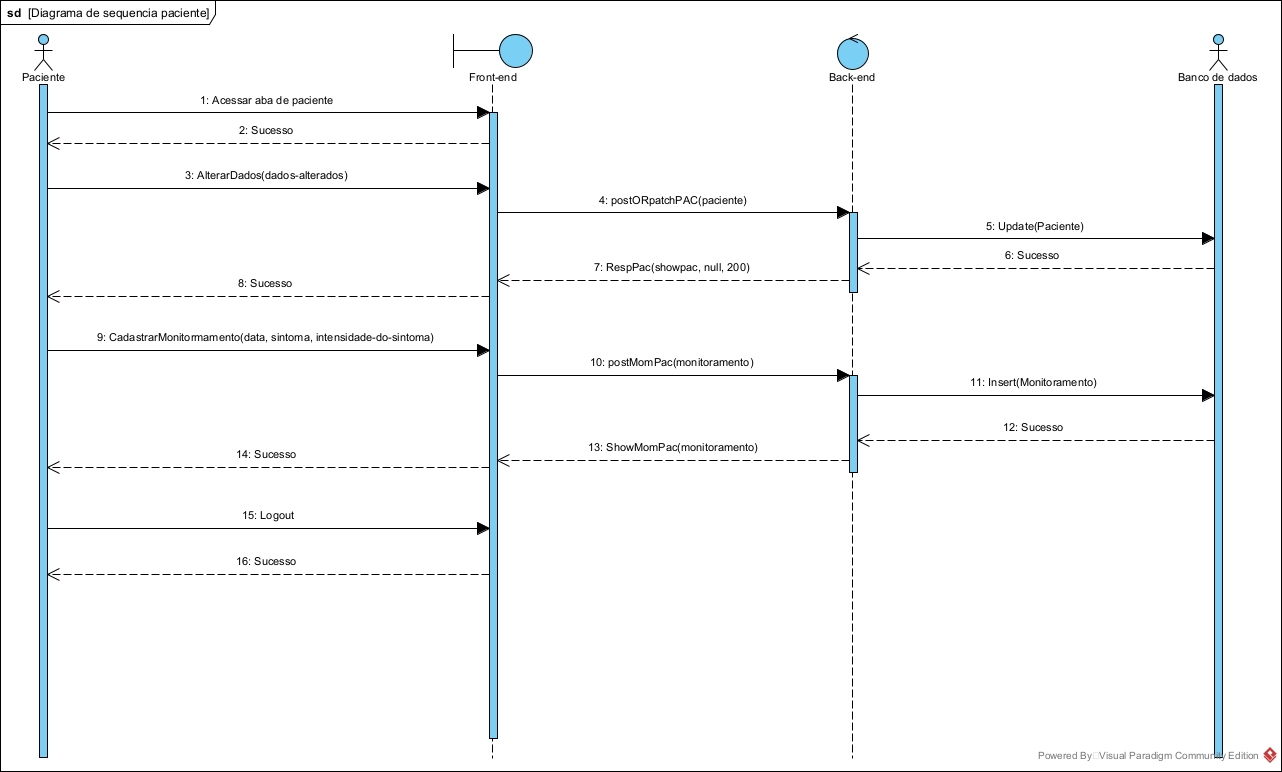 sd [Diagrama de sequencia paciente]
Paciente
Front-end
Back-end
Banco de dados
1: Acessar aba de paciente
2: Sucesso
3: AlterarDados(dados-alterados)
4: postORpatchPAC(paciente)
5: Update(Paciente)
6: Sucesso
7: RespPac(showpac, null, 200)
8: Sucesso
9: CadastrarMonitormamento(data, sintoma, intensidade-do-sintoma)
10: postMomPac(monitoramento)
11: Insert(Monitoramento)
12: Sucesso
13: ShowMomPac(monitoramento)
14: Sucesso
15: Logout
16: Sucesso
Powered By Visual Paradigm Community Edition